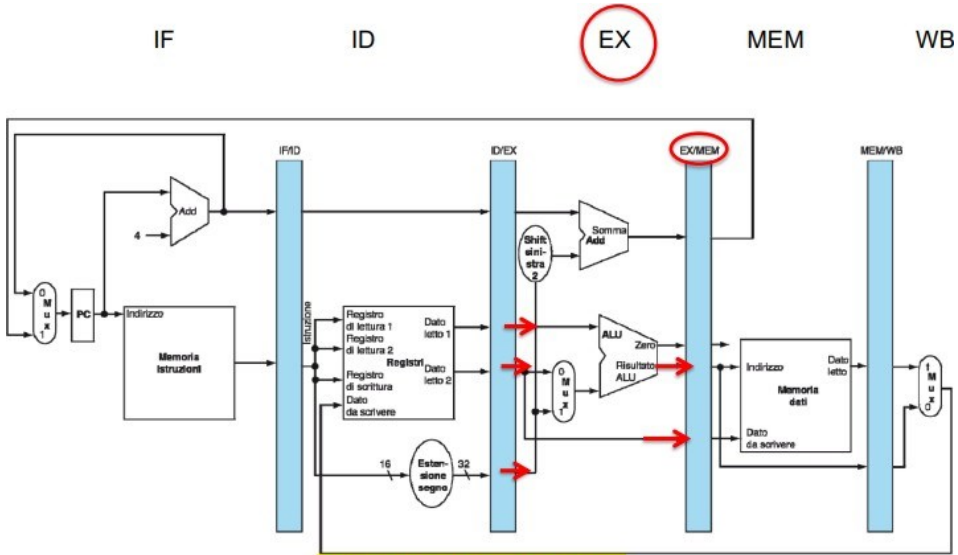 IF
ID
EX
MEM
WB
IF/ID
ID/EX
EX/MEM
MEM/WB
Add
4
0
M
u
x
1
PC
Indirizzo
Memoria
istruzioni
Istruzione
Registro
di lettura 1
Registro
di lettura 2
Registri
Registro
di scrittura
Dato
da scrivere
Dato
letto 1
Dato
letto 2
16
Esten-
sione
segno
32
Shift
sini-
stra
2
Somma
Add
0
M
u
x
1
ALU
Zero
Risultato
ALU
Indirizzo
Dato
letto
Memoria
dati
Dato
da scrivere
1
M
u
x
0